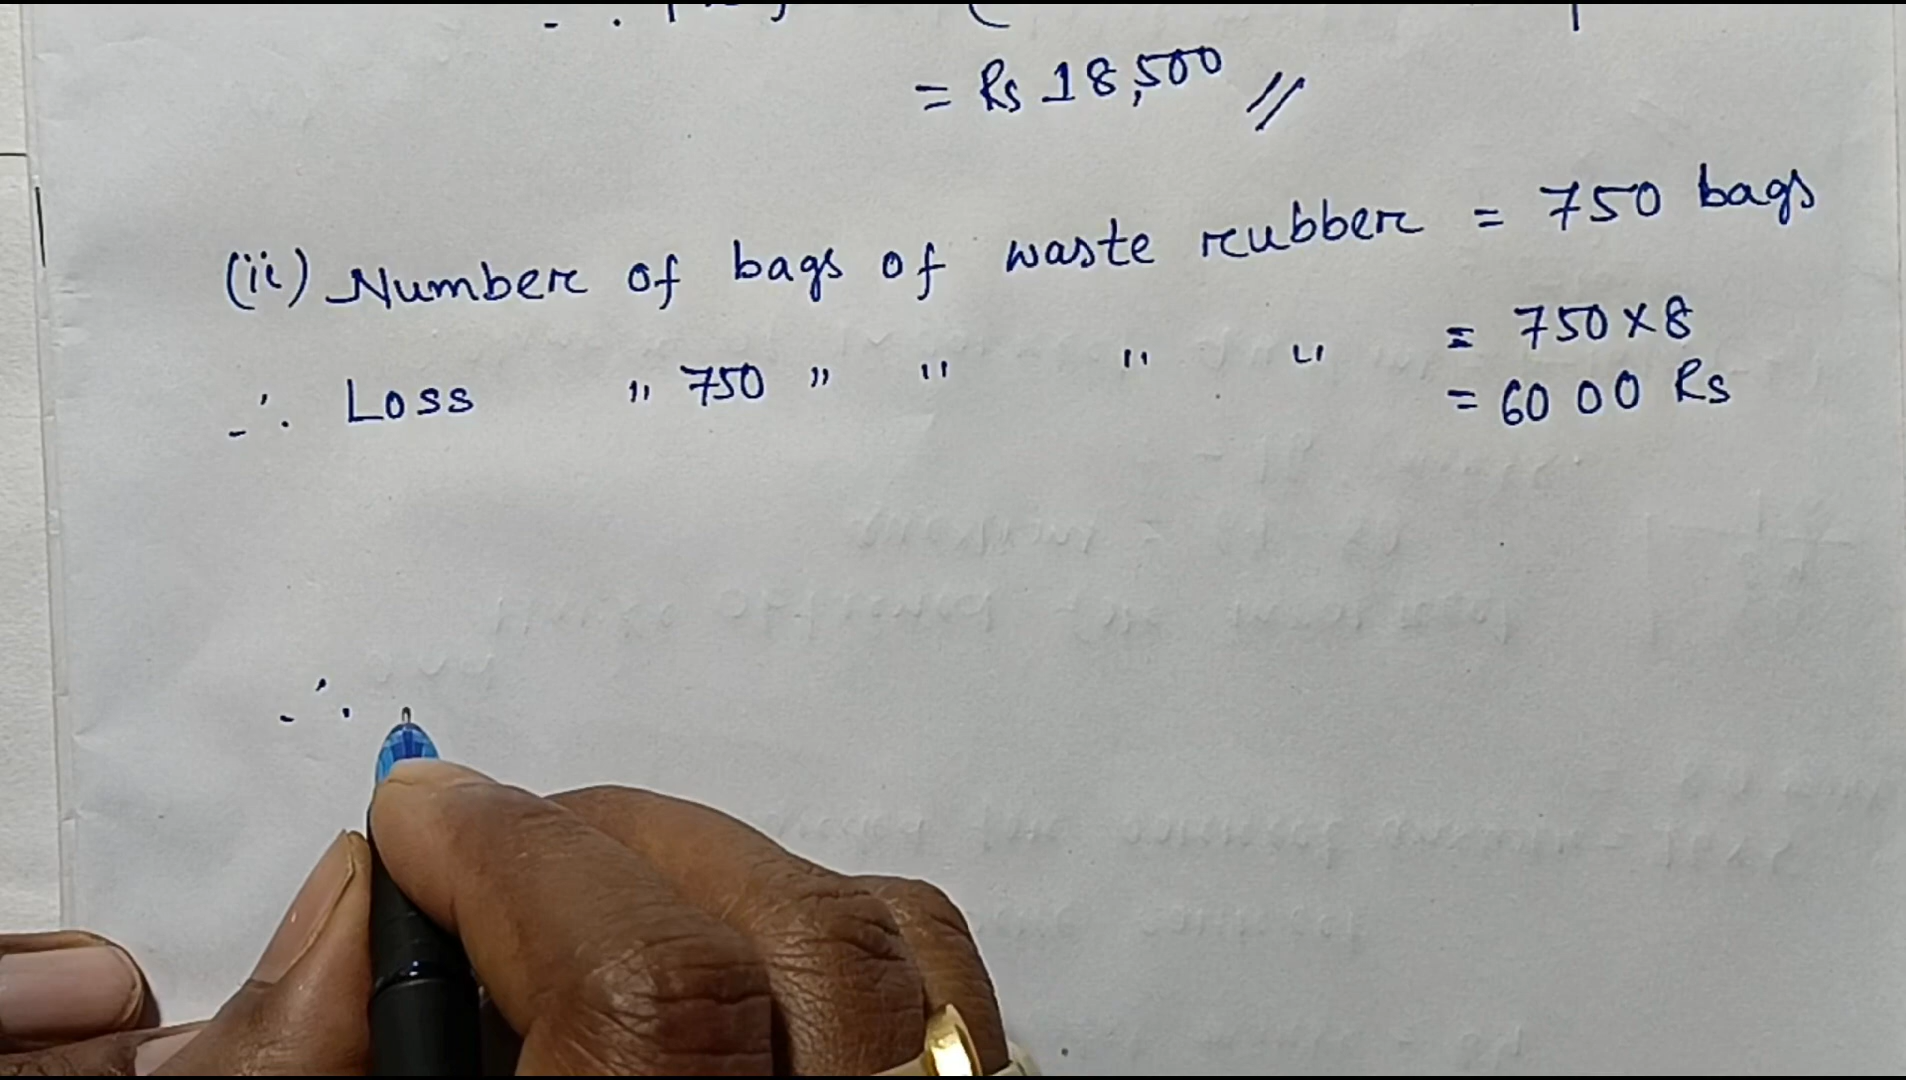 = Rs 18,500 //
(ii) Number of bags of waste rubber = 750 bags
∴ Loss " 750 " " " " = 750 × 8
= 6000 Rs
∴